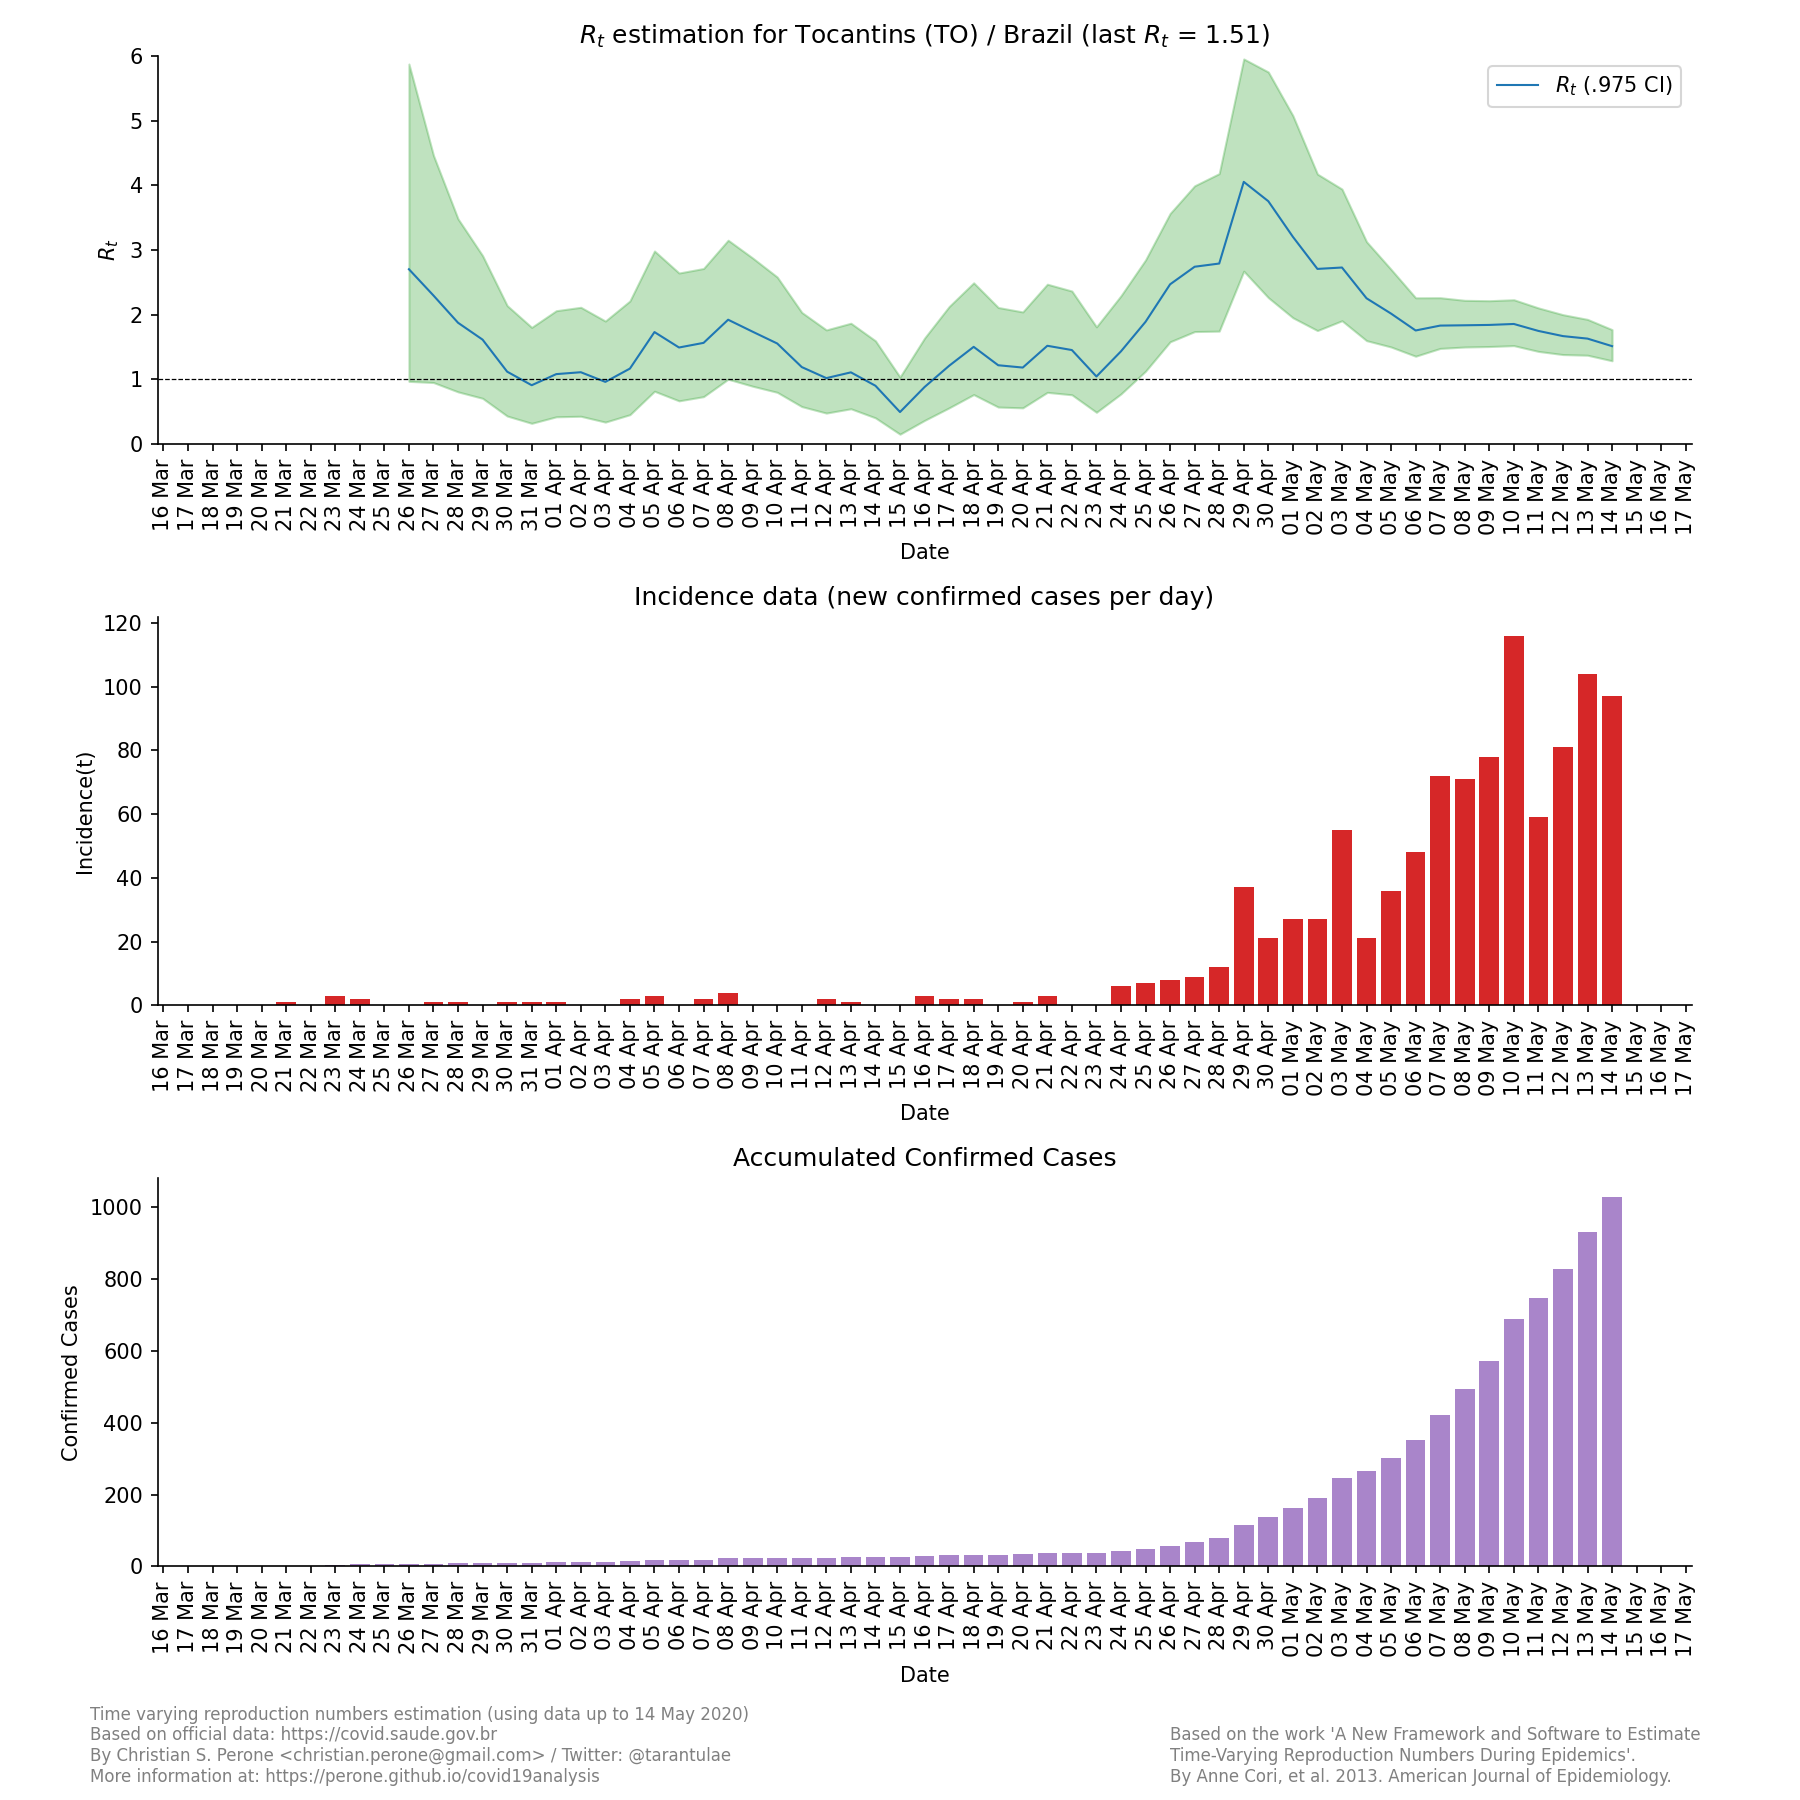 Rt estimation for Tocantins (TO) / Brazil (last Rt = 1.51)
Rt (.975 CI)
Rt
6
5
4
3
2
1
0
16 Mar 17 Mar 18 Mar 19 Mar 20 Mar 21 Mar 22 Mar 23 Mar 24 Mar 25 Mar 26 Mar 27 Mar 28 Mar 29 Mar 30 Mar 31 Mar 01 Apr 02 Apr 03 Apr 04 Apr 05 Apr 06 Apr 07 Apr 08 Apr 09 Apr 10 Apr 11 Apr 12 Apr 13 Apr 14 Apr 15 Apr 16 Apr 17 Apr 18 Apr 19 Apr 20 Apr 21 Apr 22 Apr 23 Apr 24 Apr 25 Apr 26 Apr 27 Apr 28 Apr 29 Apr 30 Apr 01 May 02 May 03 May 04 May 05 May 06 May 07 May 08 May 09 May 10 May 11 May 12 May 13 May 14 May 15 May 16 May 17 May
Date
Incidence data (new confirmed cases per day)
Incidence(t)
120
100
80
60
40
20
0
16 Mar 17 Mar 18 Mar 19 Mar 20 Mar 21 Mar 22 Mar 23 Mar 24 Mar 25 Mar 26 Mar 27 Mar 28 Mar 29 Mar 30 Mar 31 Mar 01 Apr 02 Apr 03 Apr 04 Apr 05 Apr 06 Apr 07 Apr 08 Apr 09 Apr 10 Apr 11 Apr 12 Apr 13 Apr 14 Apr 15 Apr 16 Apr 17 Apr 18 Apr 19 Apr 20 Apr 21 Apr 22 Apr 23 Apr 24 Apr 25 Apr 26 Apr 27 Apr 28 Apr 29 Apr 30 Apr 01 May 02 May 03 May 04 May 05 May 06 May 07 May 08 May 09 May 10 May 11 May 12 May 13 May 14 May 15 May 16 May 17 May
Date
Accumulated Confirmed Cases
Confirmed Cases
1000
800
600
400
200
0
16 Mar 17 Mar 18 Mar 19 Mar 20 Mar 21 Mar 22 Mar 23 Mar 24 Mar 25 Mar 26 Mar 27 Mar 28 Mar 29 Mar 30 Mar 31 Mar 01 Apr 02 Apr 03 Apr 04 Apr 05 Apr 06 Apr 07 Apr 08 Apr 09 Apr 10 Apr 11 Apr 12 Apr 13 Apr 14 Apr 15 Apr 16 Apr 17 Apr 18 Apr 19 Apr 20 Apr 21 Apr 22 Apr 23 Apr 24 Apr 25 Apr 26 Apr 27 Apr 28 Apr 29 Apr 30 Apr 01 May 02 May 03 May 04 May 05 May 06 May 07 May 08 May 09 May 10 May 11 May 12 May 13 May 14 May 15 May 16 May 17 May
Date
Time varying reproduction numbers estimation (using data up to 14 May 2020)
Based on official data: https://covid.saude.gov.br
By Christian S. Perone <christian.perone@gmail.com> / Twitter: @tarantulae
More information at: https://perone.github.io/covid19analysis
Based on the work 'A New Framework and Software to Estimate
Time-Varying Reproduction Numbers During Epidemics'.
By Anne Cori, et al. 2013. American Journal of Epidemiology.